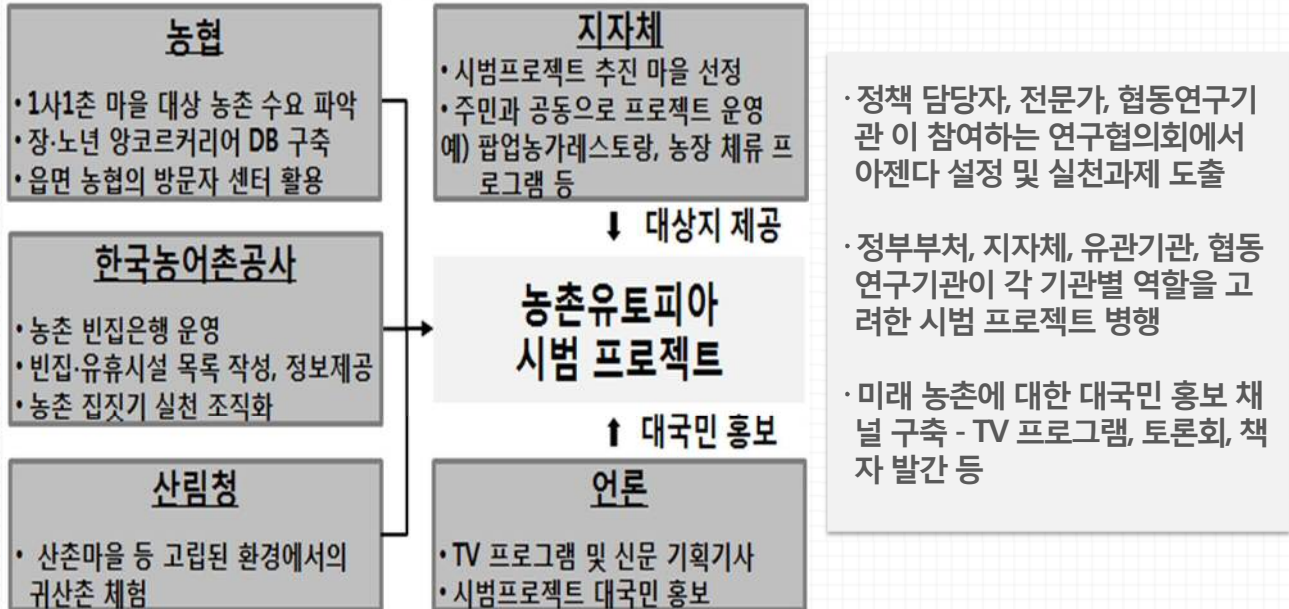 농협
• 1사1촌 마을 대상 농촌 수요 파악
• 장·노년 앙코르커리어 DB 구축
• 읍면 농협의 방문자 센터 활용
한국농어촌공사
• 농촌 빈집은행 운영
• 빈집·유휴시설 목록 작성, 정보제공
• 농촌 집짓기 실천 조직화
산림청
• 산촌마을 등 고립된 환경에서의
귀산촌 체험
지자체
• 시범프로젝트 추진 마을 선정
• 주민과 공동으로 프로젝트 운영
예) 팝업농가레스토랑, 농장 체류 프
로그램 등
⬇ 대상지 제공
농촌유토피아
시범 프로젝트
⬆ 대국민 홍보
언론
• TV 프로그램 및 신문 기획기사
• 시범프로젝트 대국민 홍보
· 정책 담당자, 전문가, 협동연구기
관 이 참여하는 연구협의회에서
아젠다 설정 및 실천과제 도출
· 정부부처, 지자체, 유관기관, 협동
연구기관이 각 기관별 역할을 고
려한 시범 프로젝트 병행
· 미래 농촌에 대한 대국민 홍보 채
널 구축 - TV 프로그램, 토론회, 책
자 발간 등